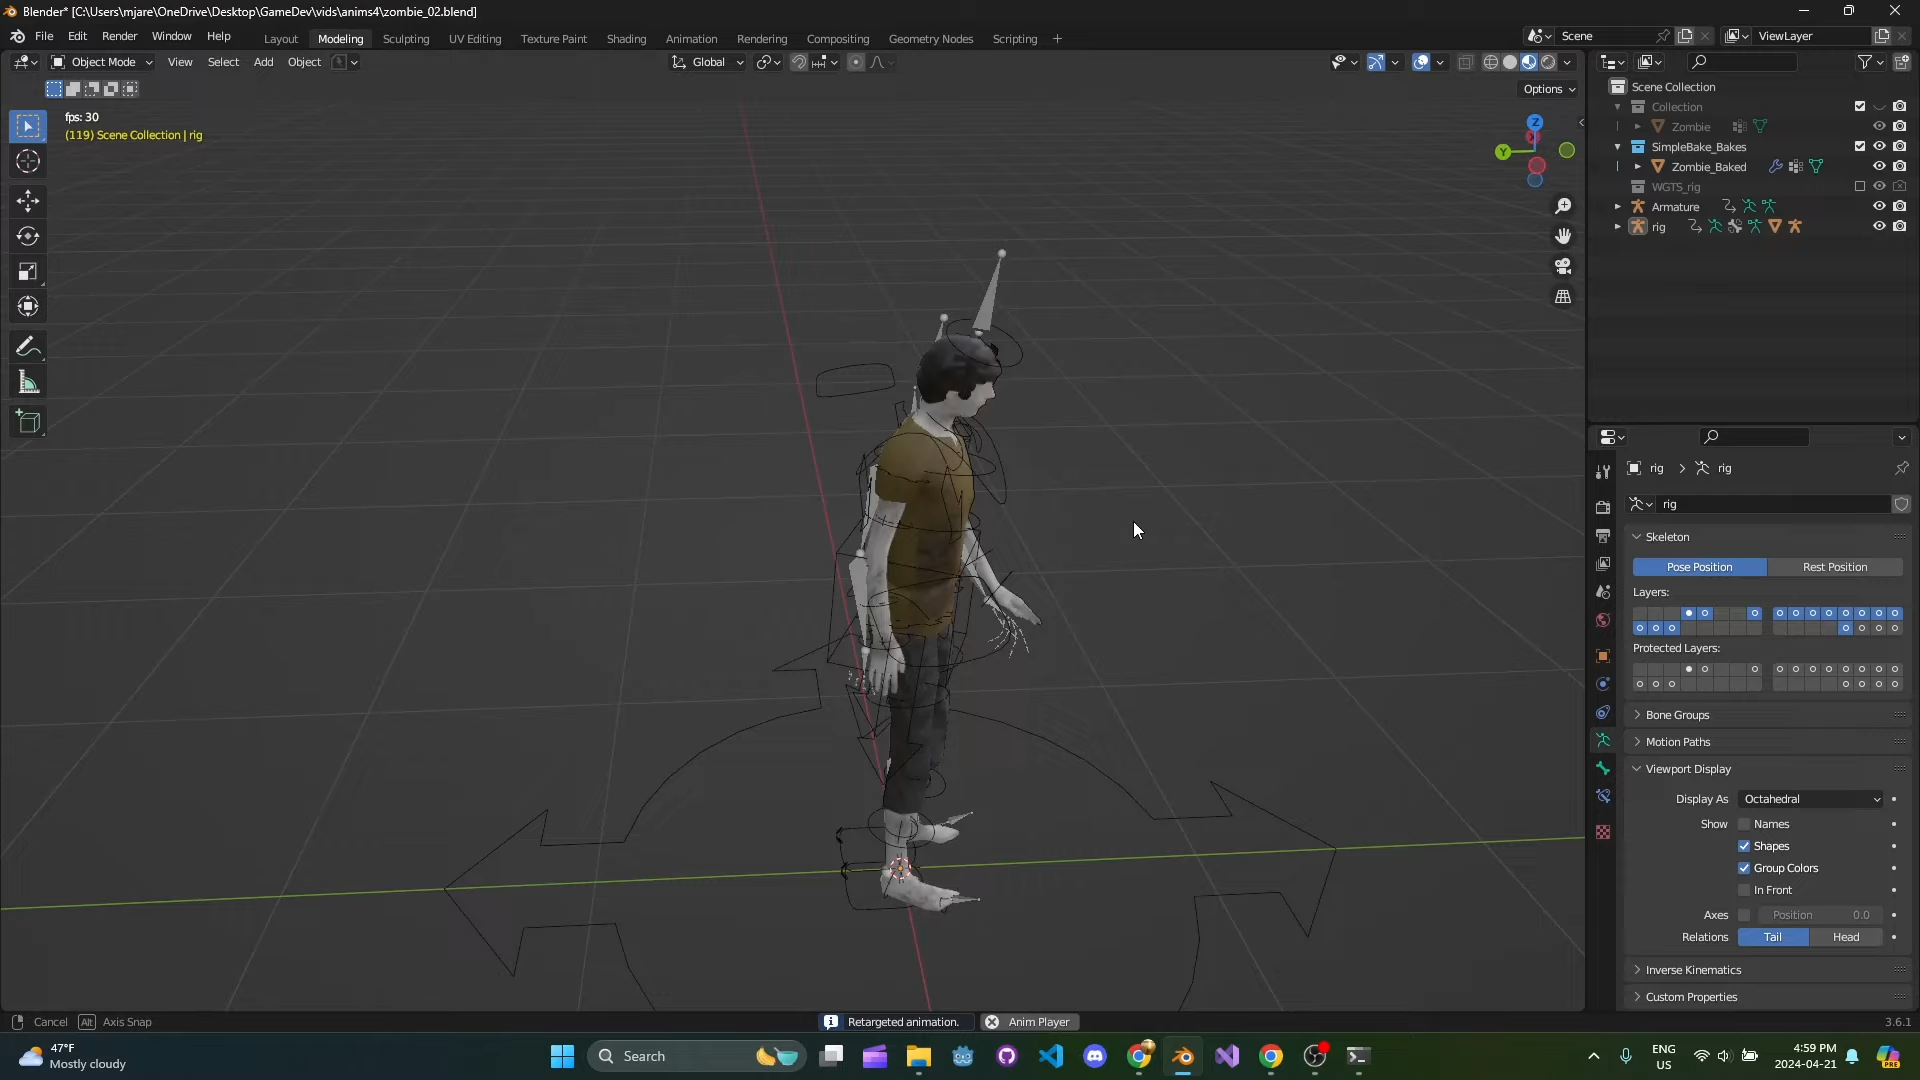 Blender* [C:\Users\mjare\OneDrive\Desktop\GameDev\vids\anims4\zombie_02.blend]
File Edit Render Window Help
Layout Modeling Sculpting UV Editing Texture Paint Shading Animation Rendering Compositing Geometry Nodes Scripting +
Scene
ViewLayer
Object Mode View Select Add Object
Global
Options
fps: 30
(119) Scene Collection | rig
Z
Y
Scene Collection
Collection
Zombie
SimpleBake_Bakes
Zombie_Baked
WGTS_rig
Armature
rig
rig > rig
rig
Skeleton
Pose Position Rest Position
Layers:
Protected Layers:
Bone Groups
Motion Paths
Viewport Display
Display As Octahedral
Show Names
Shapes
Group Colors
In Front
Axes Position 0.0
Relations Tail Head
Inverse Kinematics
Custom Properties
Cancel Alt Axis Snap
Retargeted animation.
Anim Player
3.6.1
47°F
Mostly cloudy
Search
ENG
US
4:59 PM
2024-04-21
PRE